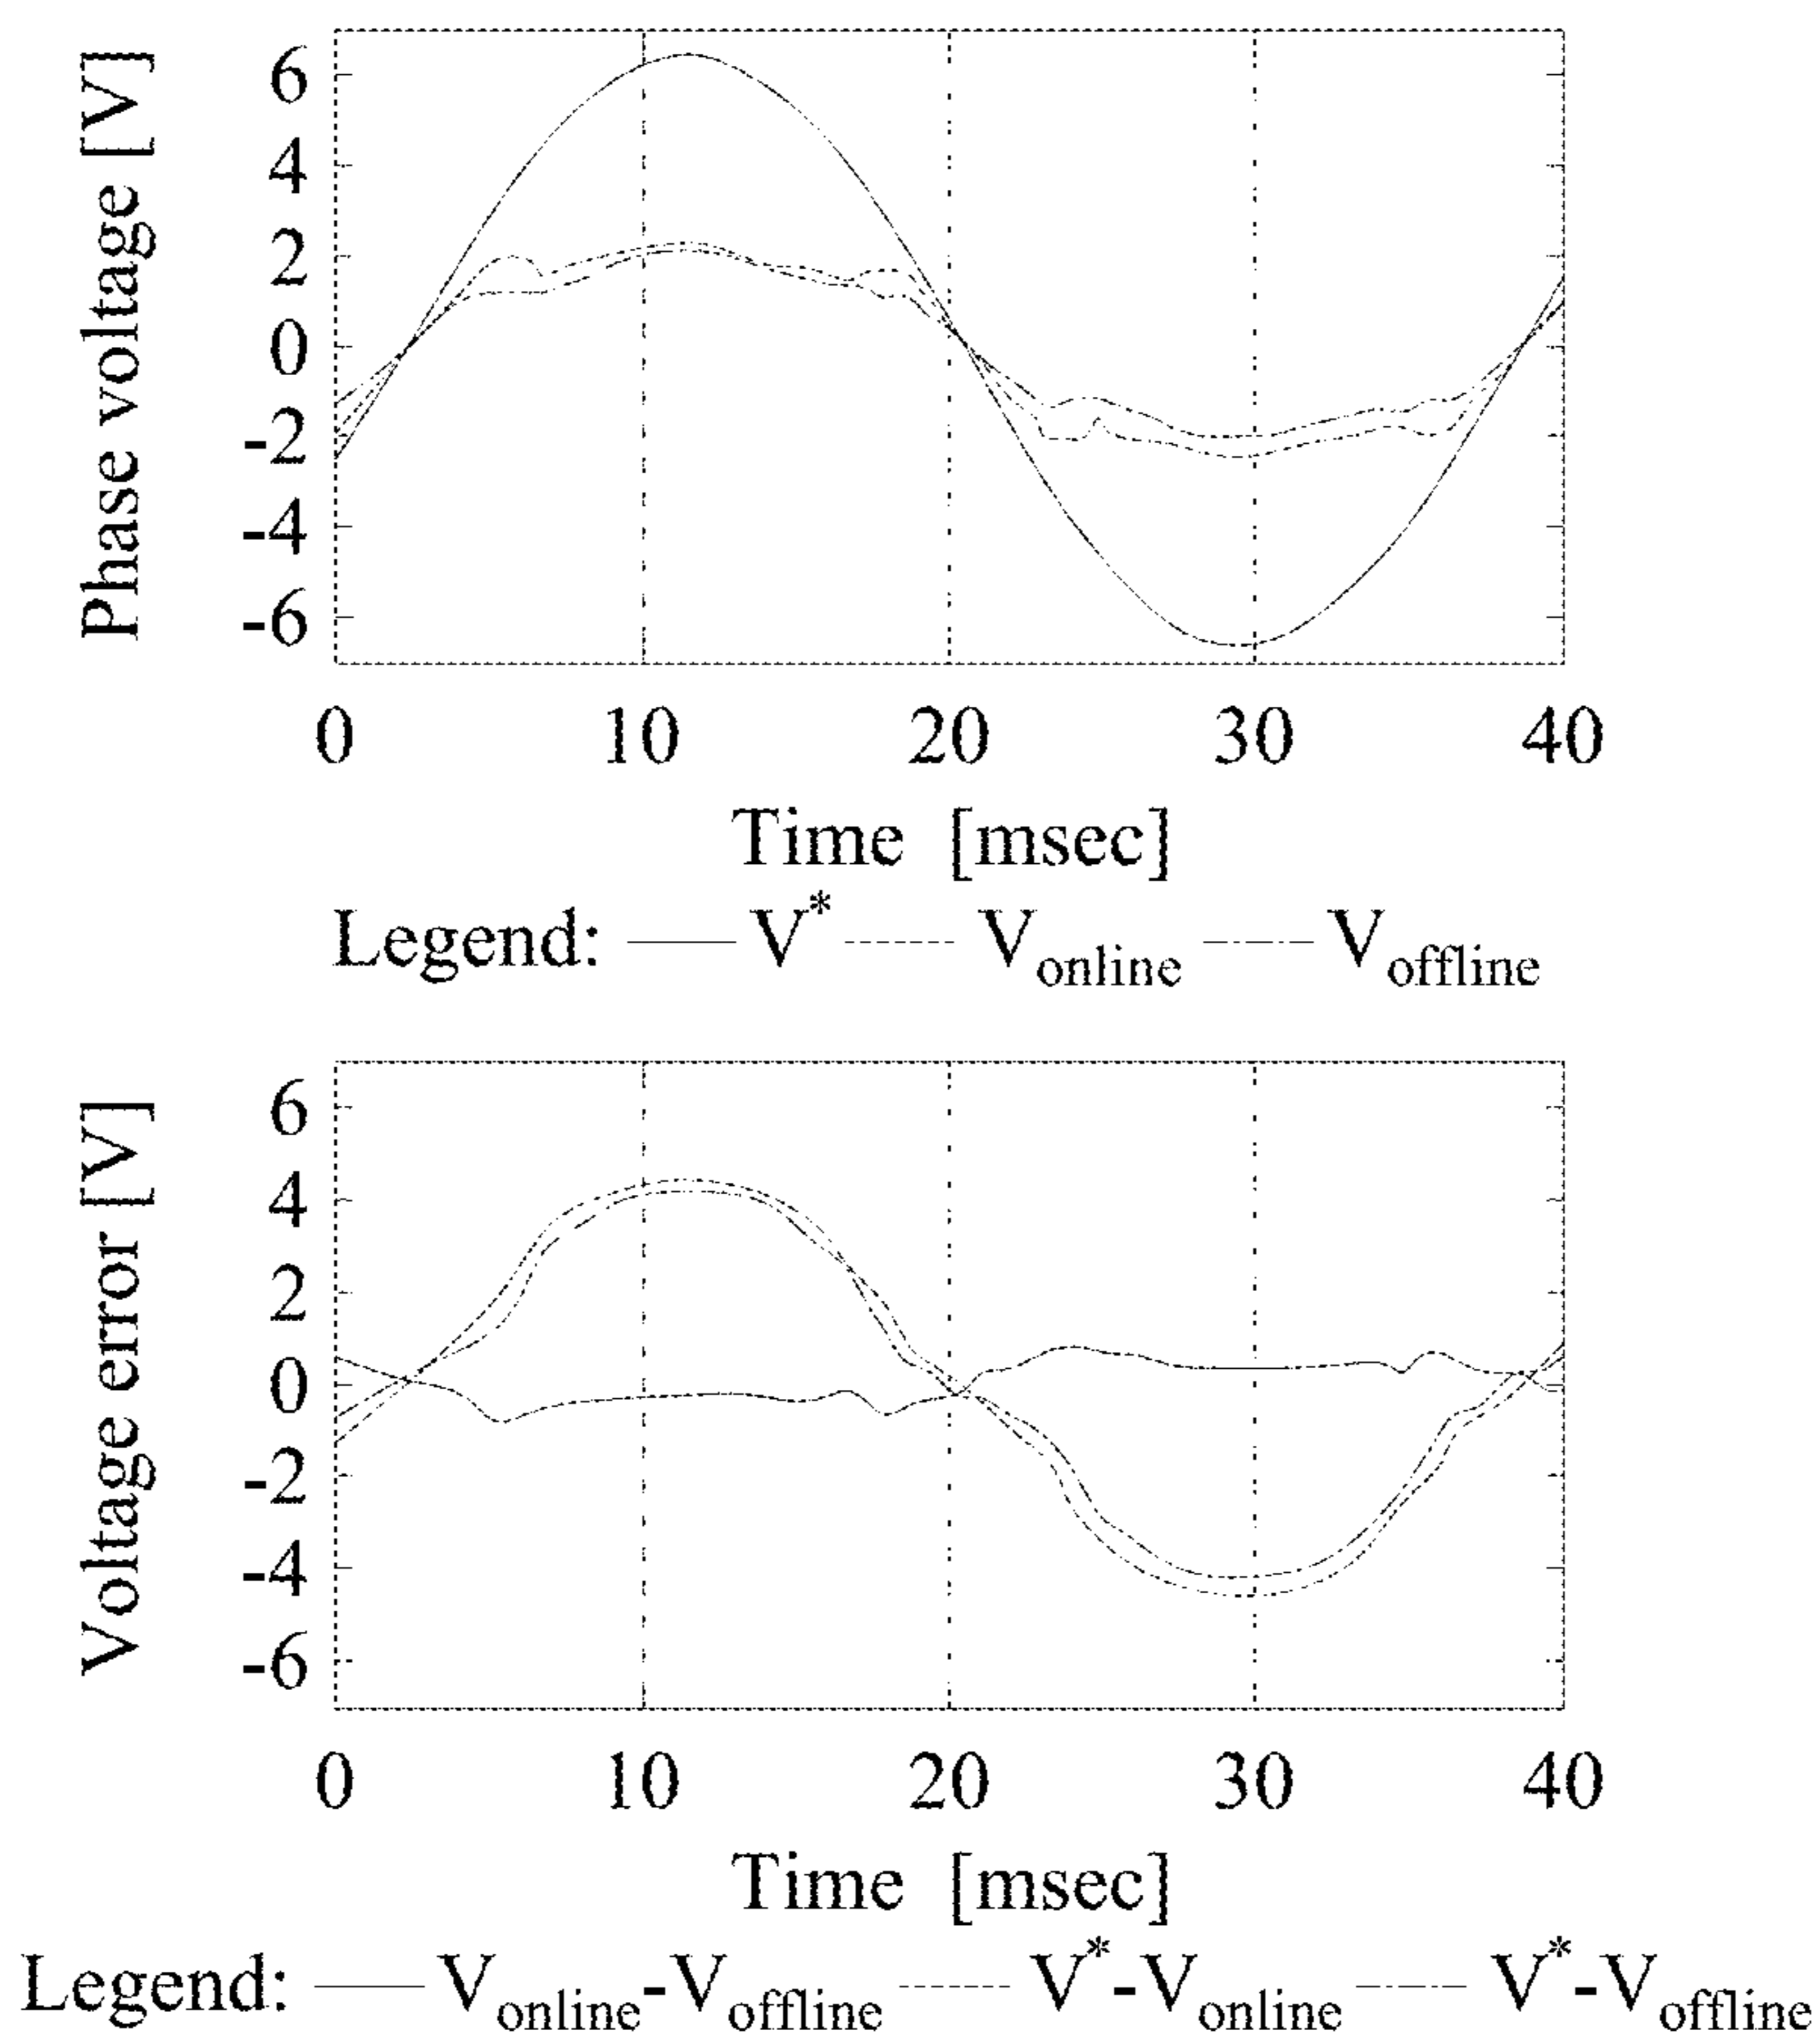 Phase voltage [V]
6
4
2
0
-2
-4
-6
0 10 20 30 40
Time [msec]
Legend: V* Vonline Voffline
Voltage error [V]
6
4
2
0
-2
-4
-6
0 10 20 30 40
Time [msec]
Legend: Vonline-Voffline V*-Vonline V*-Voffline